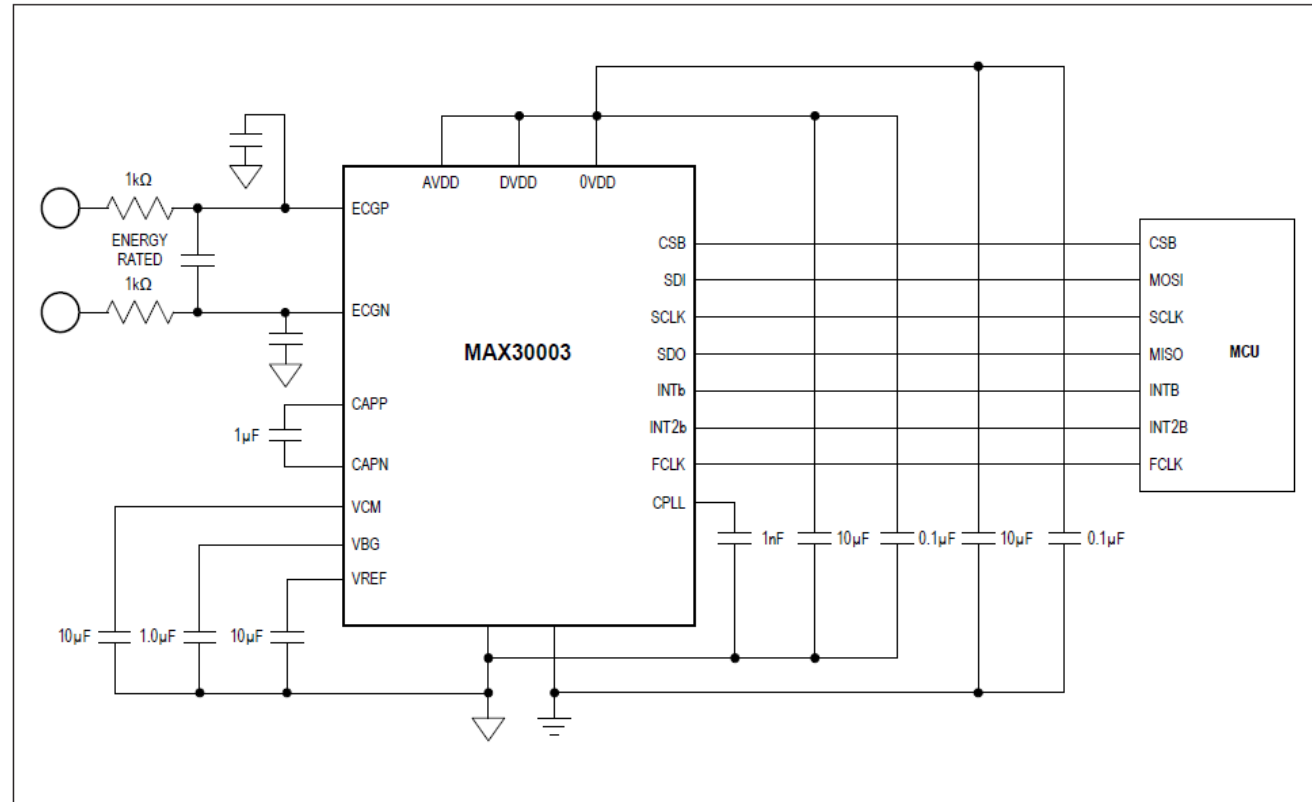 AVDD
DVDD
0VDD
1kΩ
ECGP
ENERGY
RATED
1kΩ
ECGN
MAX30003
CAPP
1µF
CAPN
VCM
VBG
VREF
10µF
1.0µF
10µF
CSB
SDI
SCLK
SDO
INTb
INT2b
FCLK
CPLL
1nF
10µF
0.1µF
10µF
0.1µF
CSB
MOSI
SCLK
MISO
MCU
INTB
INT2B
FCLK